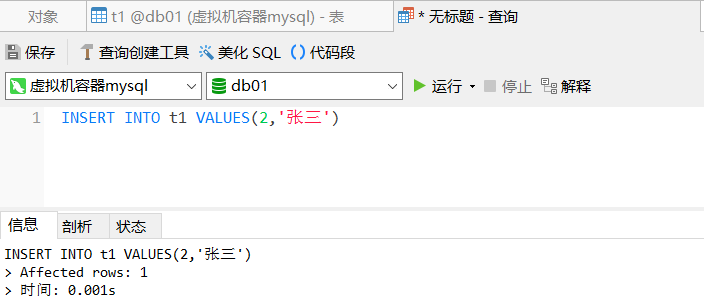 对象 t1 @db01 (虚拟机容器mysql) - 表 * 无标题 - 查询
保存 查询创建工具 美化 SQL () 代码段
虚拟机容器mysql db01 运行 停止 解释
1 INSERT INTO t1 VALUES(2,'张三')
信息 剖析 状态
INSERT INTO t1 VALUES(2,'张三')
> Affected rows: 1
> 时间: 0.001s